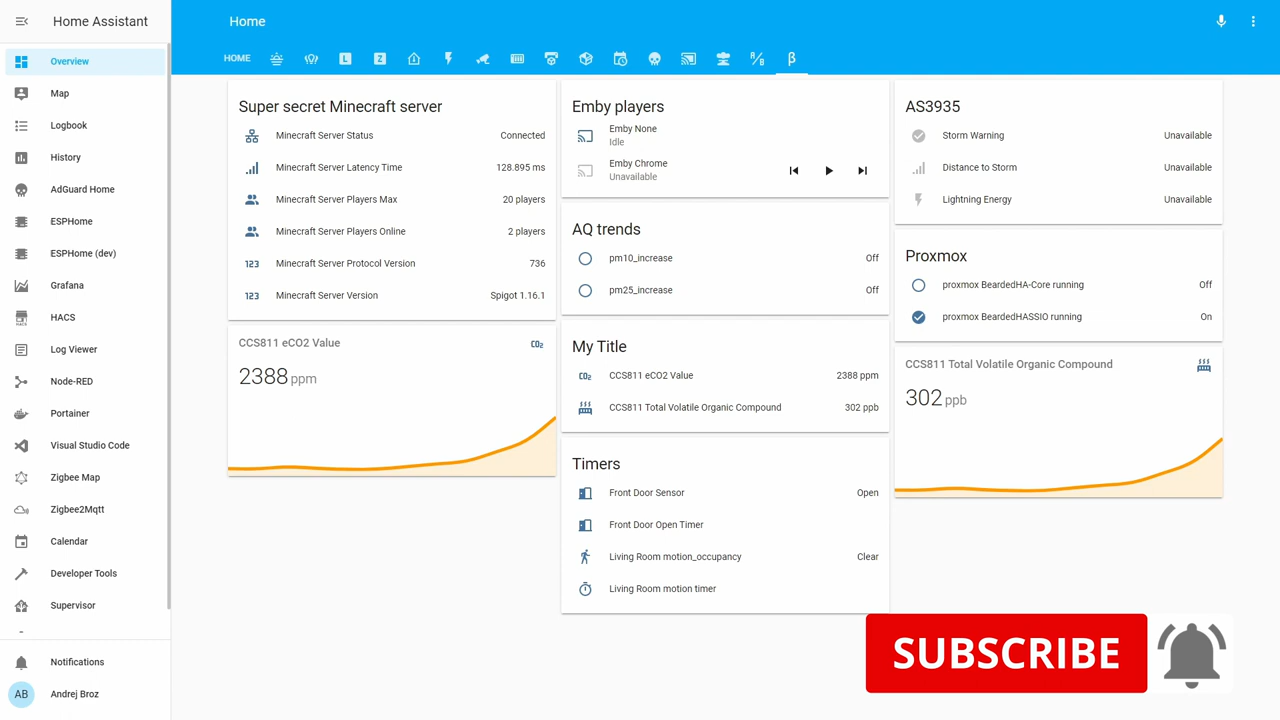 Home Assistant
Home
HOME
L
Z
A/B
β
Overview
Map
Logbook
History
AdGuard Home
ESPHome
ESPHome (dev)
Grafana
HACS
HACS
Log Viewer
Node-RED
Portainer
Visual Studio Code
Zigbee Map
Zigbee2Mqtt
Calendar
Developer Tools
Supervisor
Notifications
AB
Andrej Broz
Super secret Minecraft server
Minecraft Server Status Connected
Minecraft Server Latency Time 128.895 ms
Minecraft Server Players Max 20 players
Minecraft Server Players Online 2 players
123 Minecraft Server Protocol Version 736
123 Minecraft Server Version Spigot 1.16.1
CCS811 eCO2 Value CO₂
2388 ppm
Emby players
Emby None
Idle
Emby Chrome
Unavailable
AQ trends
pm10_increase Off
pm25_increase Off
My Title
CO₂ CCS811 eCO2 Value 2388 ppm
CCS811 Total Volatile Organic Compound 302 ppb
Timers
Front Door Sensor Open
Front Door Open Timer
Living Room motion_occupancy Clear
Living Room motion timer
AS3935
Storm Warning Unavailable
Distance to Storm Unavailable
Lightning Energy Unavailable
Proxmox
proxmox BeardedHA-Core running Off
proxmox BeardedHASSIO running On
CCS811 Total Volatile Organic Compound
302 ppb
SUBSCRIBE